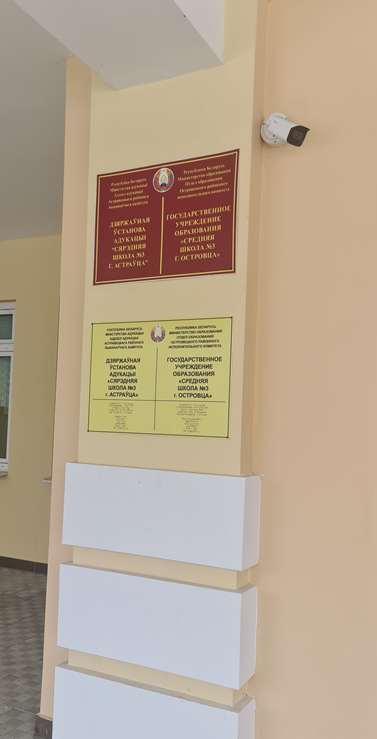 Рэспубліка Беларусь
Міністэрства адукацыі
Аддзел адукацыі
Астравецкага раённага
выканаўчага камітэта
ДЗЯРЖАЎНАЯ
ЎСТАНОВА
АДУКАЦЫІ
"СЯРЭДНЯЯ
ШКОЛА №3
Г. АСТРАЎЦА"
Республика Беларусь
Министерство образования
Отдел образования
Островецкого районного
исполнительного комитета
ГОСУДАРСТВЕННОЕ
УЧРЕЖДЕНИЕ
ОБРАЗОВАНИЯ
«СРЕДНЯЯ
ШКОЛА №3
Г. ОСТРОВЦА»
РЭСПУБЛІКА БЕЛАРУСЬ
МІНІСТЭРСТВА АДУКАЦЫІ
АДДЗЕЛ АДУКАЦЫІ
АСТРАВЕЦКАГА РАЁННАГА
ВЫКАНАЎЧАГА КАМІТЭТА
ДЗЯРЖАЎНАЯ
ЎСТАНОВА
АДУКАЦЫІ
«СЯРЭДНЯЯ
ШКОЛА №3
г. АСТРАЎЦА»
РЕСПУБЛИКА БЕЛАРУСЬ
МИНИСТЕРСТВО ОБРАЗОВАНИЯ
ОТДЕЛ ОБРАЗОВАНИЯ
ОСТРОВЕЦКОГО РАЙОННОГО
ИСПОЛНИТЕЛЬНОГО КОМИТЕТА
ГОСУДАРСТВЕННОЕ
УЧРЕЖДЕНИЕ
ОБРАЗОВАНИЯ
«СРЕДНЯЯ
ШКОЛА №3
г. ОСТРОВЦА»